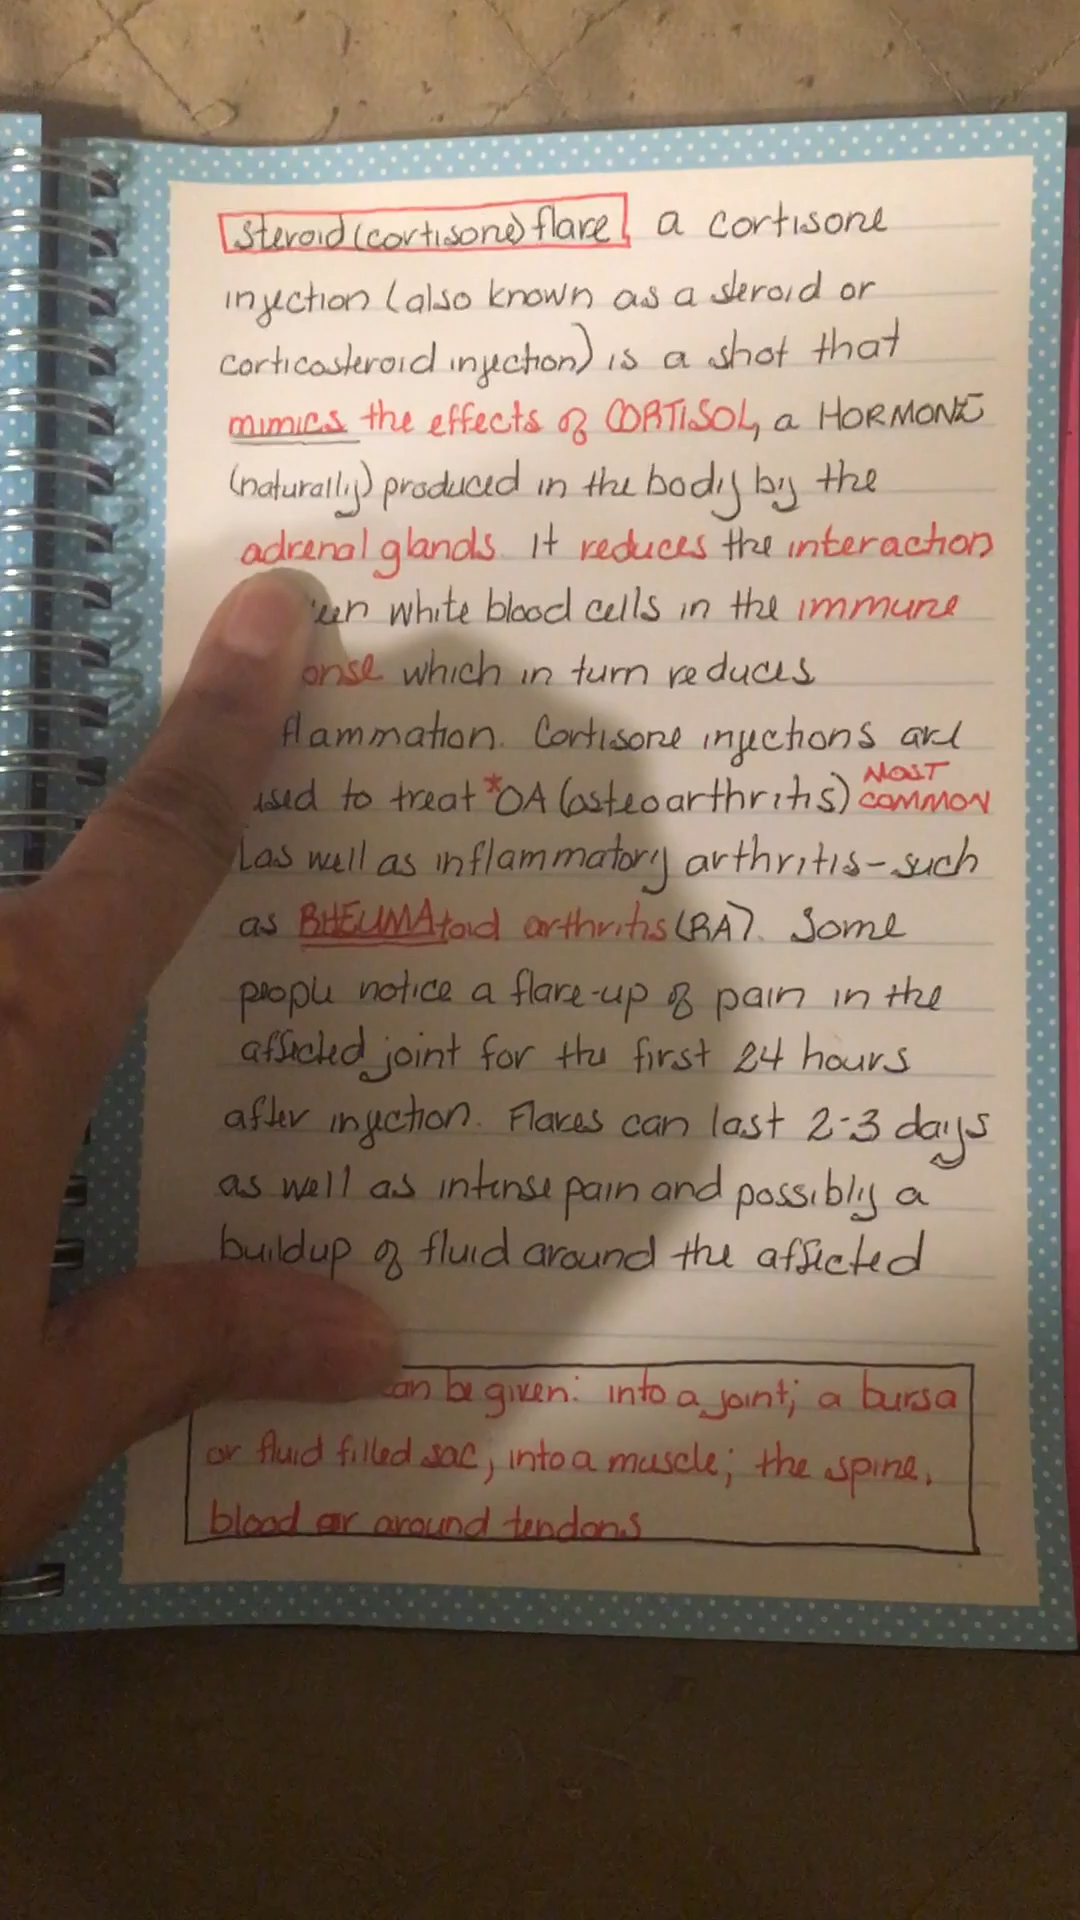 steroid (cortisone) flare a cortisone
injection (also known as a steroid or
corticosteroid injection) is a shot that
mimics the effects of CORTISOL, a HORMONE
(naturally) produced in the body by the
adrenal glands. It reduces the interaction
een white blood cells in the immune
onse which in turn reduces
flammation. Cortisone injections are
used to treat *OA (osteoarthritis) MOST COMMON
as well as inflammatory arthritis - such
as RHEUMAtoid arthritis (RA). Some
people notice a flare-up of pain in the
affected joint for the first 24 hours
after injection. Flares can last 2-3 days
as well as intense pain and possibly a
buildup of fluid around the affected
can be given: into a joint; a bursa
or fluid filled sac, into a muscle; the spine,
blood or around tendons